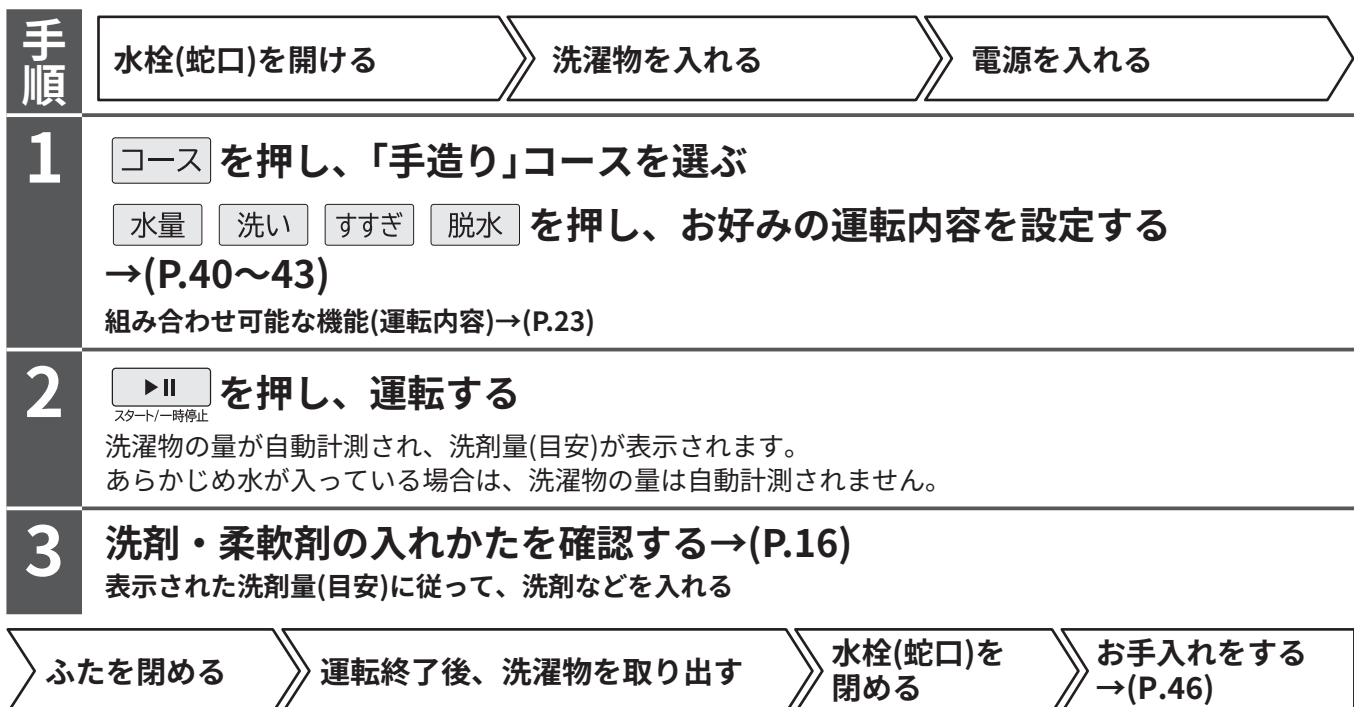 手順
水栓(蛇口)を開ける
洗濯物を入れる
電源を入れる
1
コース を押し、「手造り」コースを選ぶ
水量 洗い すすぎ 脱水 を押し、お好みの運転内容を設定する
→(P.40〜43)
組み合わせ可能な機能(運転内容)→(P.23)
2
を押し、運転する
スタート/一時停止
洗濯物の量が自動計測され、洗剤量(目安)が表示されます。
あらかじめ水が入っている場合は、洗濯物の量は自動計測されません。
3
洗剤・柔軟剤の入れかたを確認する→(P.16)
表示された洗剤量(目安)に従って、洗剤などを入れる
ふたを閉める
運転終了後、洗濯物を取り出す
水栓(蛇口)を
閉める
お手入れをする
→(P.46)